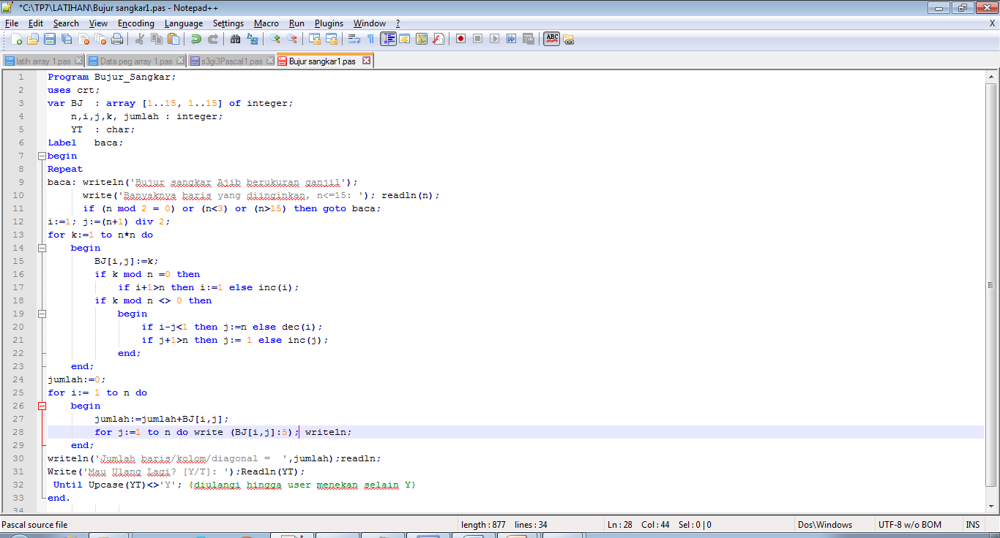 *C:\TP7\LATIHAN\Bujur sangkar1.pas - Notepad++
File Edit Search View Encoding Language Settings Macro Run Plugins Window ? X
ABC
latih array 1.pas Data peg array 1.pas s3gi3Pascal1.pas Bujur sangkar1.pas
1 Program Bujur_Sangkar;
2 uses crt;
3 var BJ  : array [1..15, 1..15] of integer;
4     n,i,j,k, jumlah : integer;
5     YT  : char;
6 Label   baca;
7 begin
8 Repeat
9 baca: writeln('Bujur sangkar Ajib berukuran ganjil');
10       write('Banyaknya baris yang diinginkan, n<=15: '); readln(n);
11       if (n mod 2 = 0) or (n<3) or (n>15) then goto baca;
12 i:=1; j:=(n+1) div 2;
13 for k:=1 to n*n do
14     begin
15         BJ[i,j]:=k;
16         if k mod n =0 then
17             if i+1>n then i:=1 else inc(i);
18         if k mod n <> 0 then
19             begin
20                 if i-j<1 then j:=n else dec(i);
21                 if j+1>n then j:= 1 else inc(j);
22             end;
23     end;
24 jumlah:=0;
25 for i:= 1 to n do
26     begin
27         jumlah:=jumlah+BJ[i,j];
28         for j:=1 to n do write (BJ[i,j]:5); writeln;
29     end;
30 writeln('Jumlah baris/kolom/diagonal =  ',jumlah);readln;
31 Write('Mau Ulang Lagi? [Y/T]: ');Readln(YT);
32  Until Upcase(YT)<>'Y'; {diulangi hingga user menekan selain Y}
33 end.
34
Pascal source file length : 877 lines : 34 Ln : 28 Col : 44 Sel : 0 | 0 Dos\Windows UTF-8 w/o BOM INS